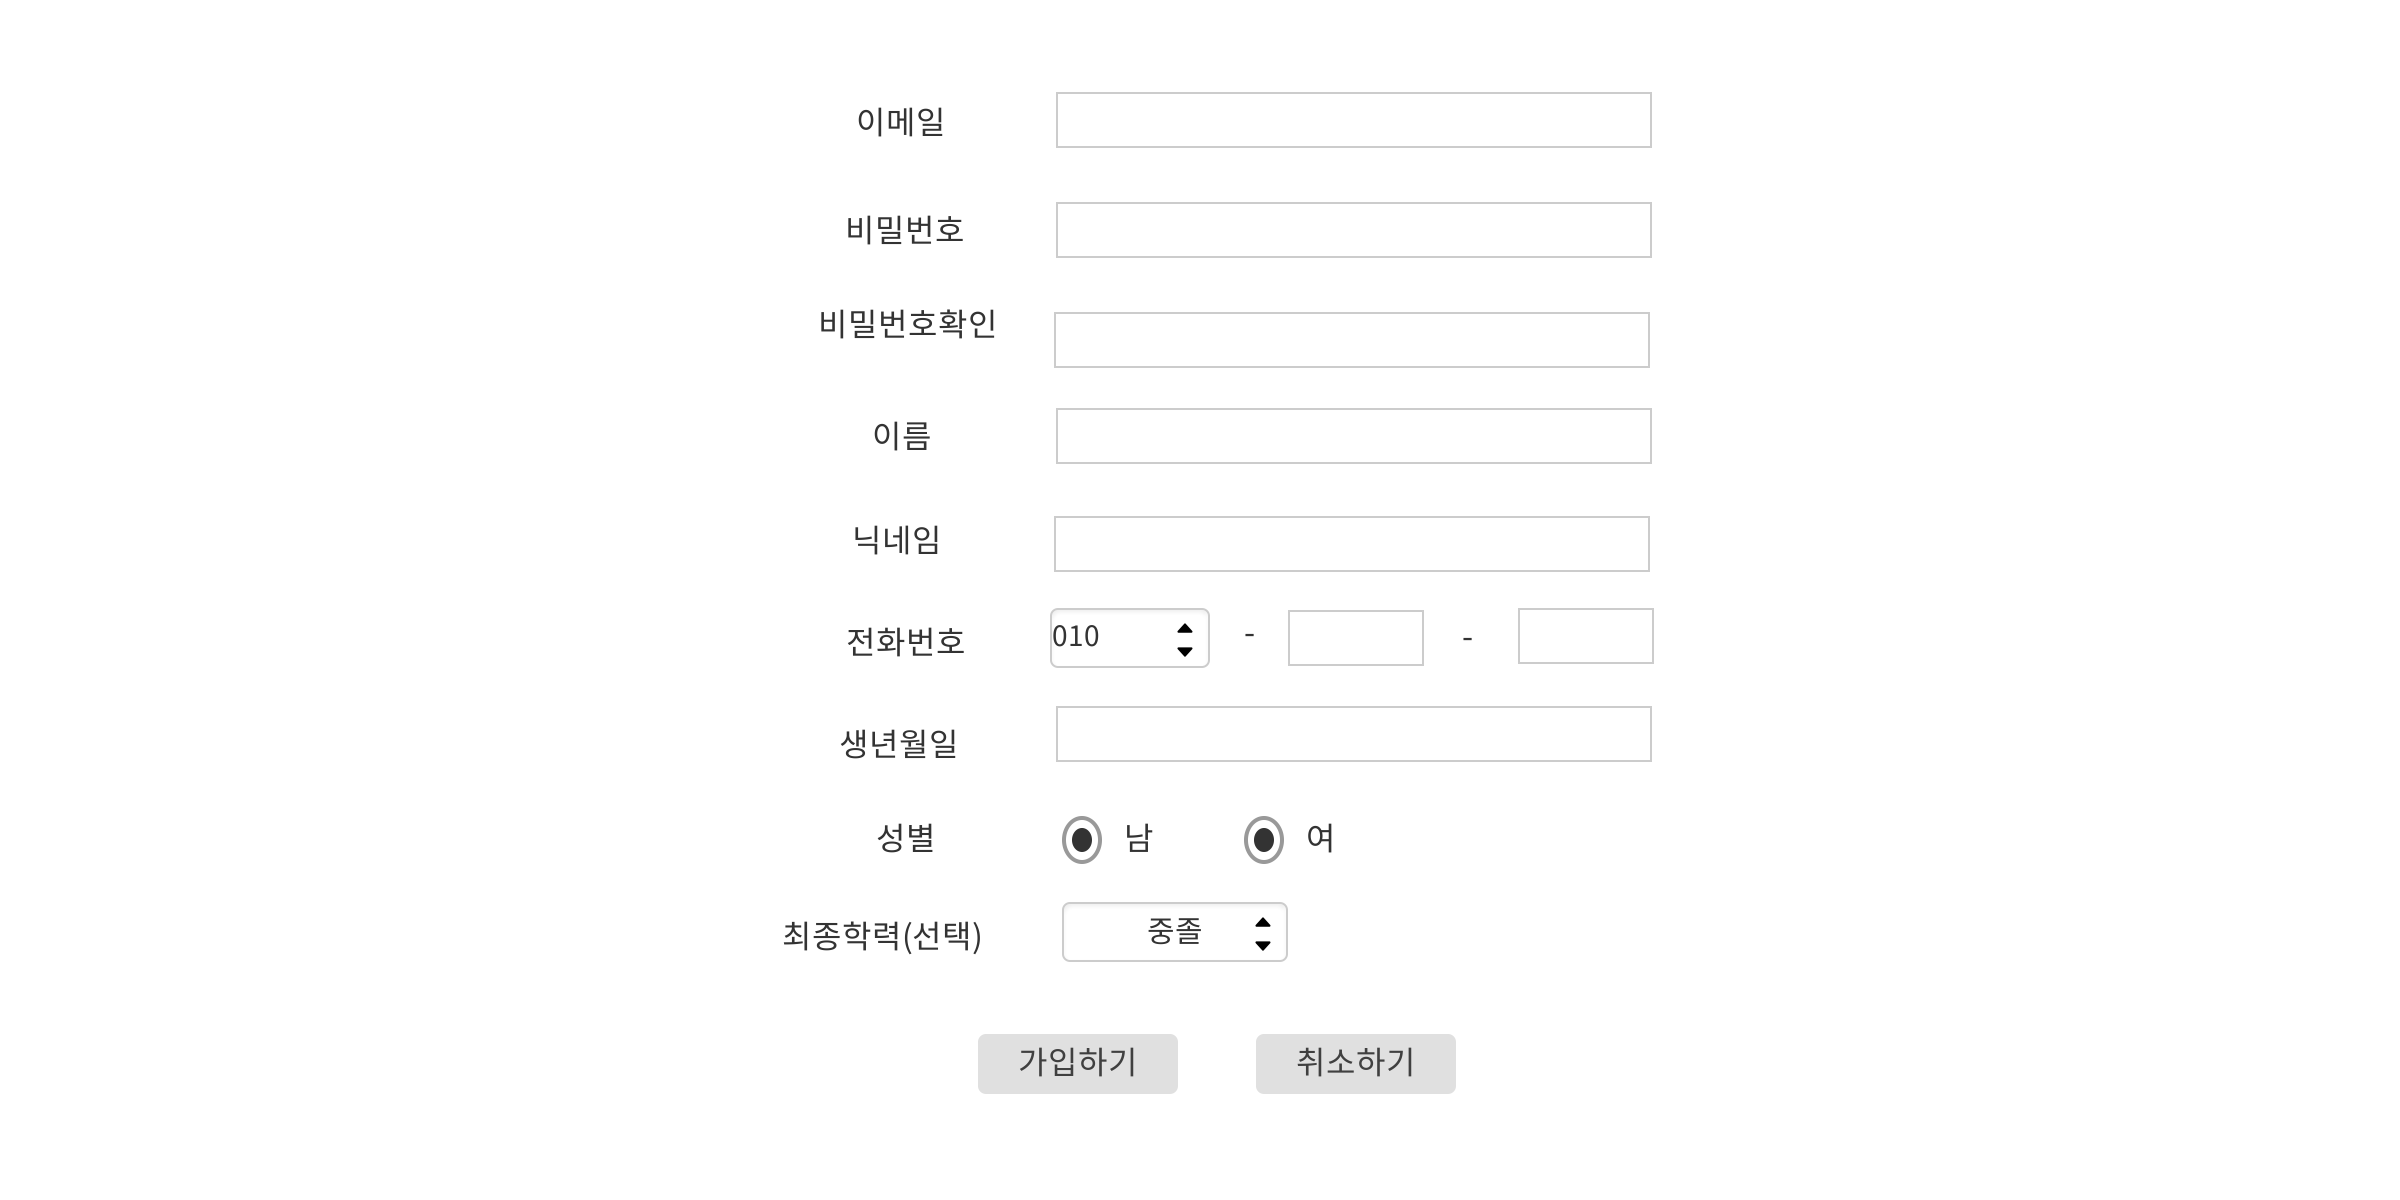 이메일
비밀번호
비밀번호확인
이름
닉네임
전화번호 010 - -
생년월일
성별 남 여
최종학력(선택) 중졸
가입하기 취소하기